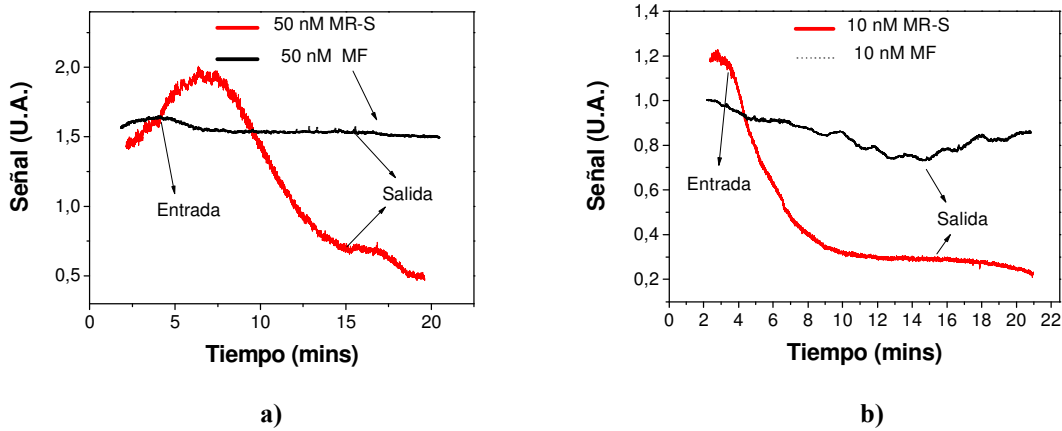 50 nM MR-S
50 nM MF
2,0
1,5
1,0
0,5
Señal (U.A.)
Entrada
Salida
0 5 10 15 20
Tiempo (mins)
a)
10 nM MR-S
10 nM MF
1,4
1,2
1,0
0,8
0,6
0,4
0,2
Señal (U.A.)
Entrada
Salida
0 2 4 6 8 10 12 14 16 18 20 22
Tiempo (mins)
b)